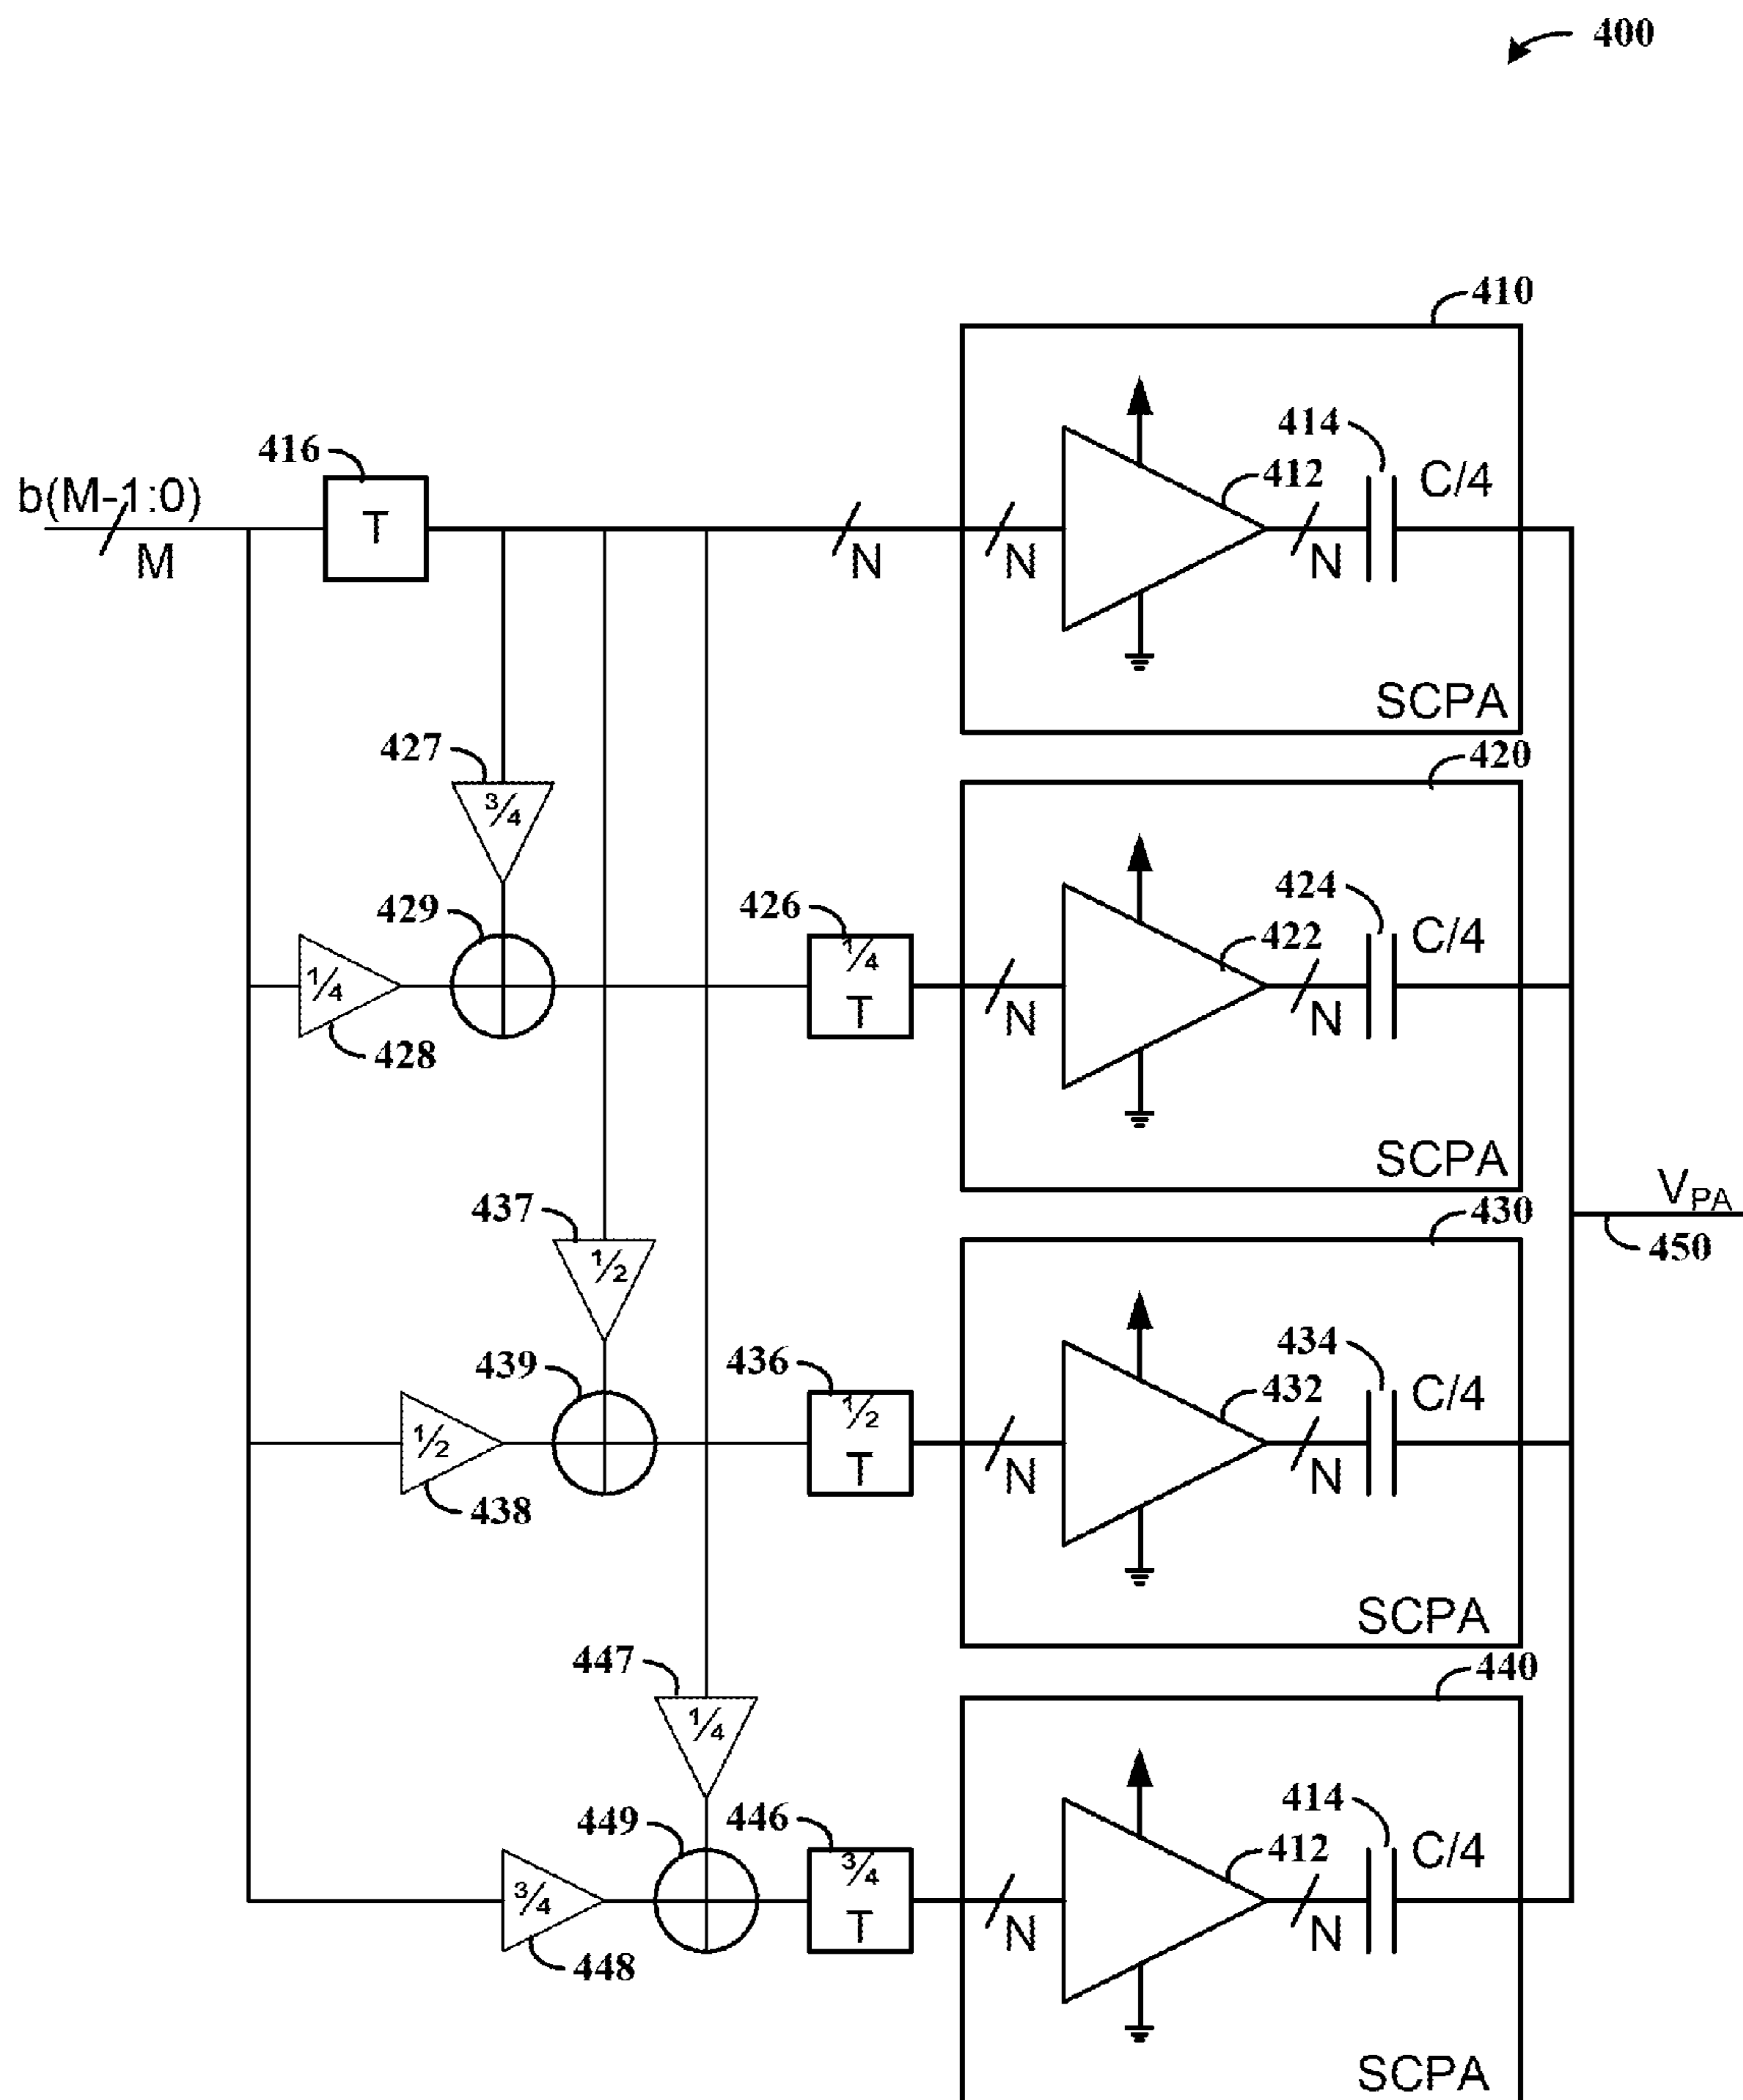 400
410
414
412
C/4
416
b(M-1:0)
T
M
N
N
N
SCPA
427
3/4
420
429
426
424
422
C/4
1/4
1/4
T
N
N
428
SCPA
437
1/2
430
VPA
450
439
436
434
432
C/4
1/2
1/2
T
N
N
438
SCPA
447
1/4
440
449
446
414
412
C/4
3/4
3/4
T
N
N
448
SCPA